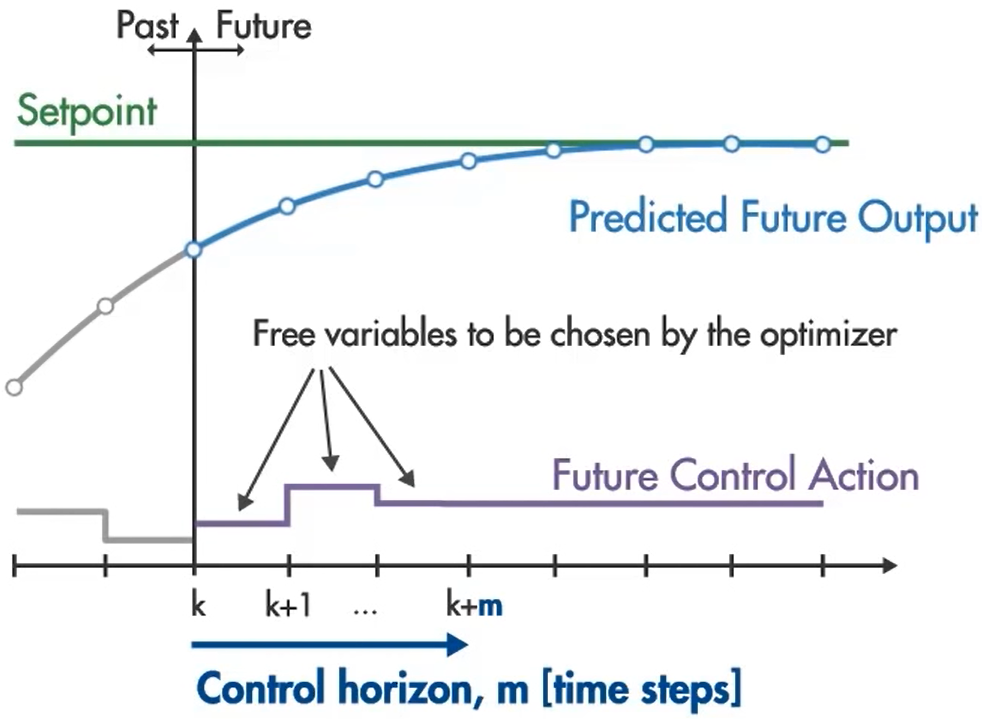 Past Future
Setpoint
Predicted Future Output
Free variables to be chosen by the optimizer
Future Control Action
k k+1 ... k+m
Control horizon, m [time steps]